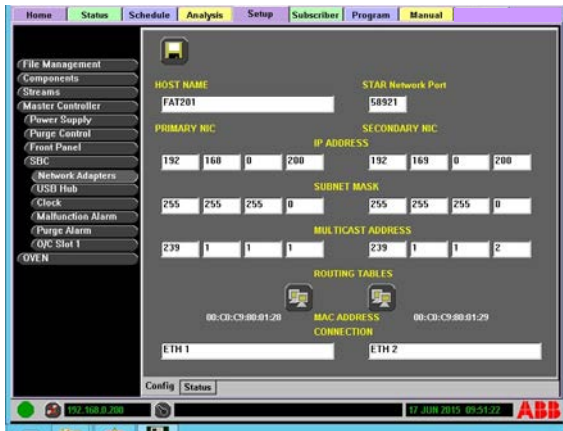 Home Status Schedule Analysis Setup Subscriber Program Manual
File Management
Components
Streams
Master Controller
Power Supply
Purge Control
Front Panel
SBC
Network Adapters
USB Hub
Clock
Malfunction Alarm
Purge Alarm
O/C Slot 1
OVEN
HOST NAME STAR Network Port
FAT201 58921
PRIMARY NIC SECONDARY NIC
IP ADDRESS
192 168 0 200 192 169 0 200
SUBNET MASK
255 255 255 0 255 255 255 0
MULTICAST ADDRESS
239 1 1 1 239 1 1 2
ROUTING TABLES
00:C0:C9:80:01:28 MAC ADDRESS 00:C0:C9:80:01:29
CONNECTION
ETH 1 ETH 2
Config Status
192.168.0.200 17 JUN 2015 09:51:22 ABB